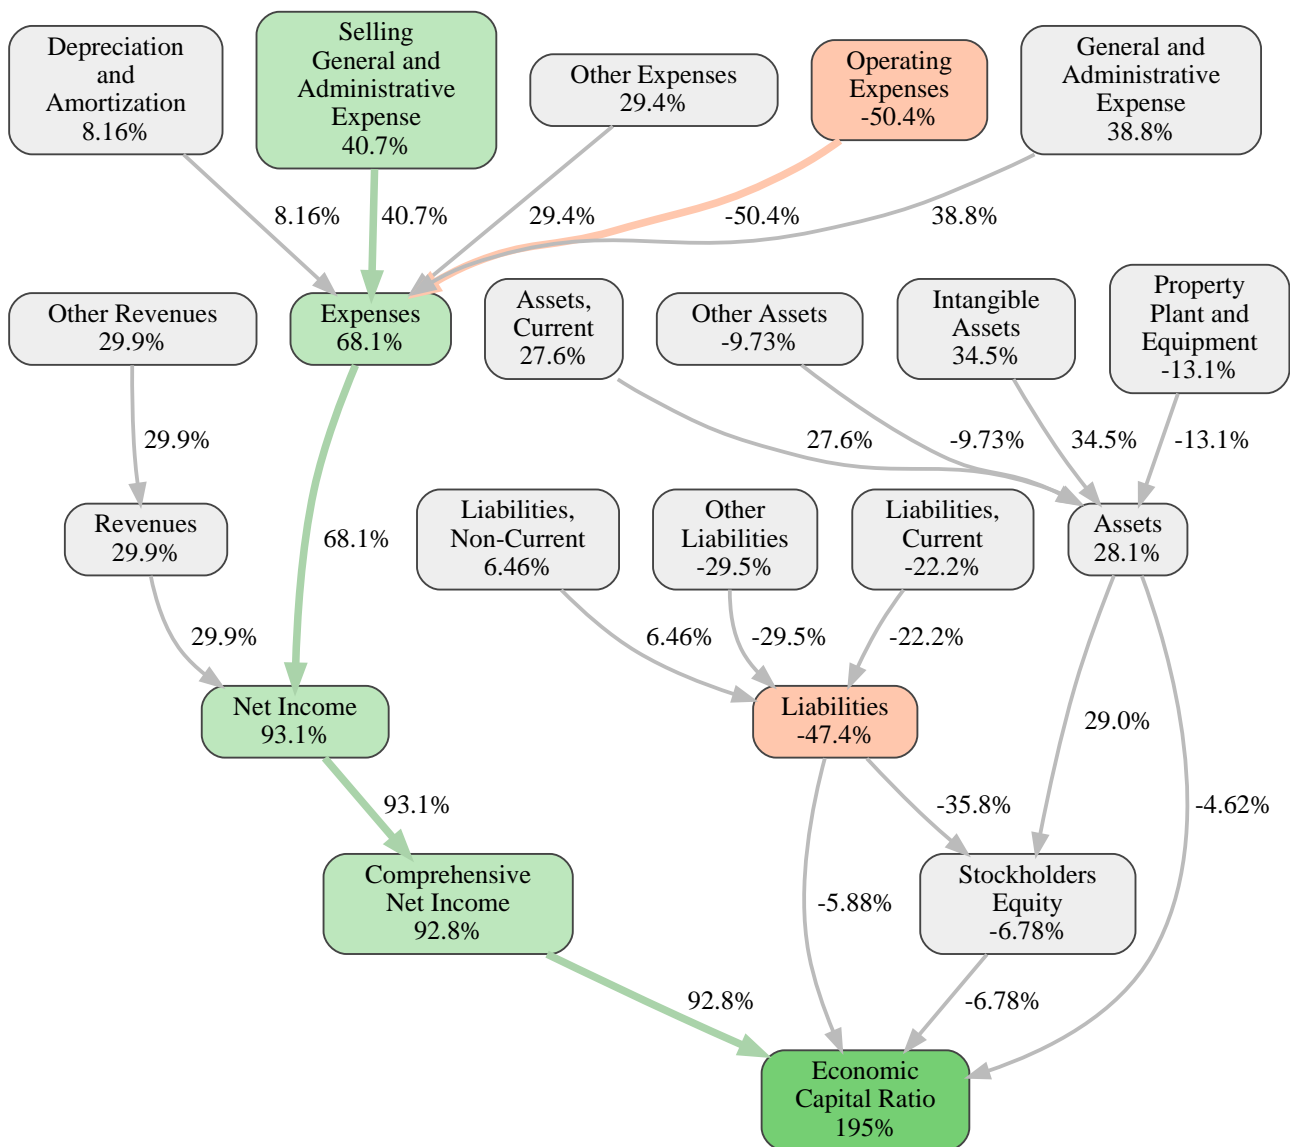 Depreciation
and
Amortization
8.16%
Selling
General and
Administrative
Expense
40.7%
Other Expenses
29.4%
Operating
Expenses
-50.4%
General and
Administrative
Expense
38.8%
8.16%
40.7%
29.4%
-50.4%
38.8%
Other Revenues
29.9%
Expenses
68.1%
Assets,
Current
27.6%
Other Assets
-9.73%
Intangible
Assets
34.5%
Property
Plant and
Equipment
-13.1%
29.9%
27.6%
-9.73%
34.5%
-13.1%
Revenues
29.9%
68.1%
Liabilities,
Non-Current
6.46%
Other
Liabilities
-29.5%
Liabilities,
Current
-22.2%
Assets
28.1%
29.9%
6.46%
-29.5%
-22.2%
Net Income
93.1%
Liabilities
-47.4%
29.0%
93.1%
-35.8%
-4.62%
Comprehensive
Net Income
92.8%
-5.88%
Stockholders
Equity
-6.78%
92.8%
-6.78%
Economic
Capital Ratio
195%